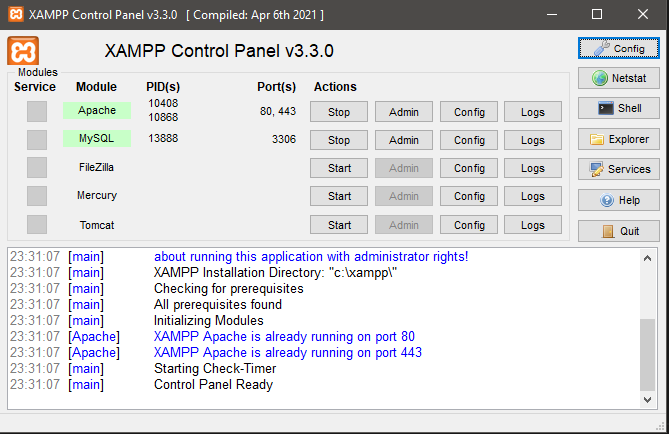 XAMPP Control Panel v3.3.0   [ Compiled: Apr 6th 2021 ]
XAMPP Control Panel v3.3.0
Config
Modules
Service Module PID(s) Port(s) Actions
Netstat
Apache 10408 80, 443 Stop Admin Config Logs
10868
Shell
MySQL 13888 3306 Stop Admin Config Logs
Explorer
FileZilla Start Admin Config Logs
Services
Mercury Start Admin Config Logs
Help
Tomcat Start Admin Config Logs
Quit
23:31:07 [main] about running this application with administrator rights!
23:31:07 [main] XAMPP Installation Directory: "c:\xampp\"
23:31:07 [main] Checking for prerequisites
23:31:07 [main] All prerequisites found
23:31:07 [main] Initializing Modules
23:31:07 [Apache] XAMPP Apache is already running on port 80
23:31:07 [Apache] XAMPP Apache is already running on port 443
23:31:07 [main] Starting Check-Timer
23:31:07 [main] Control Panel Ready